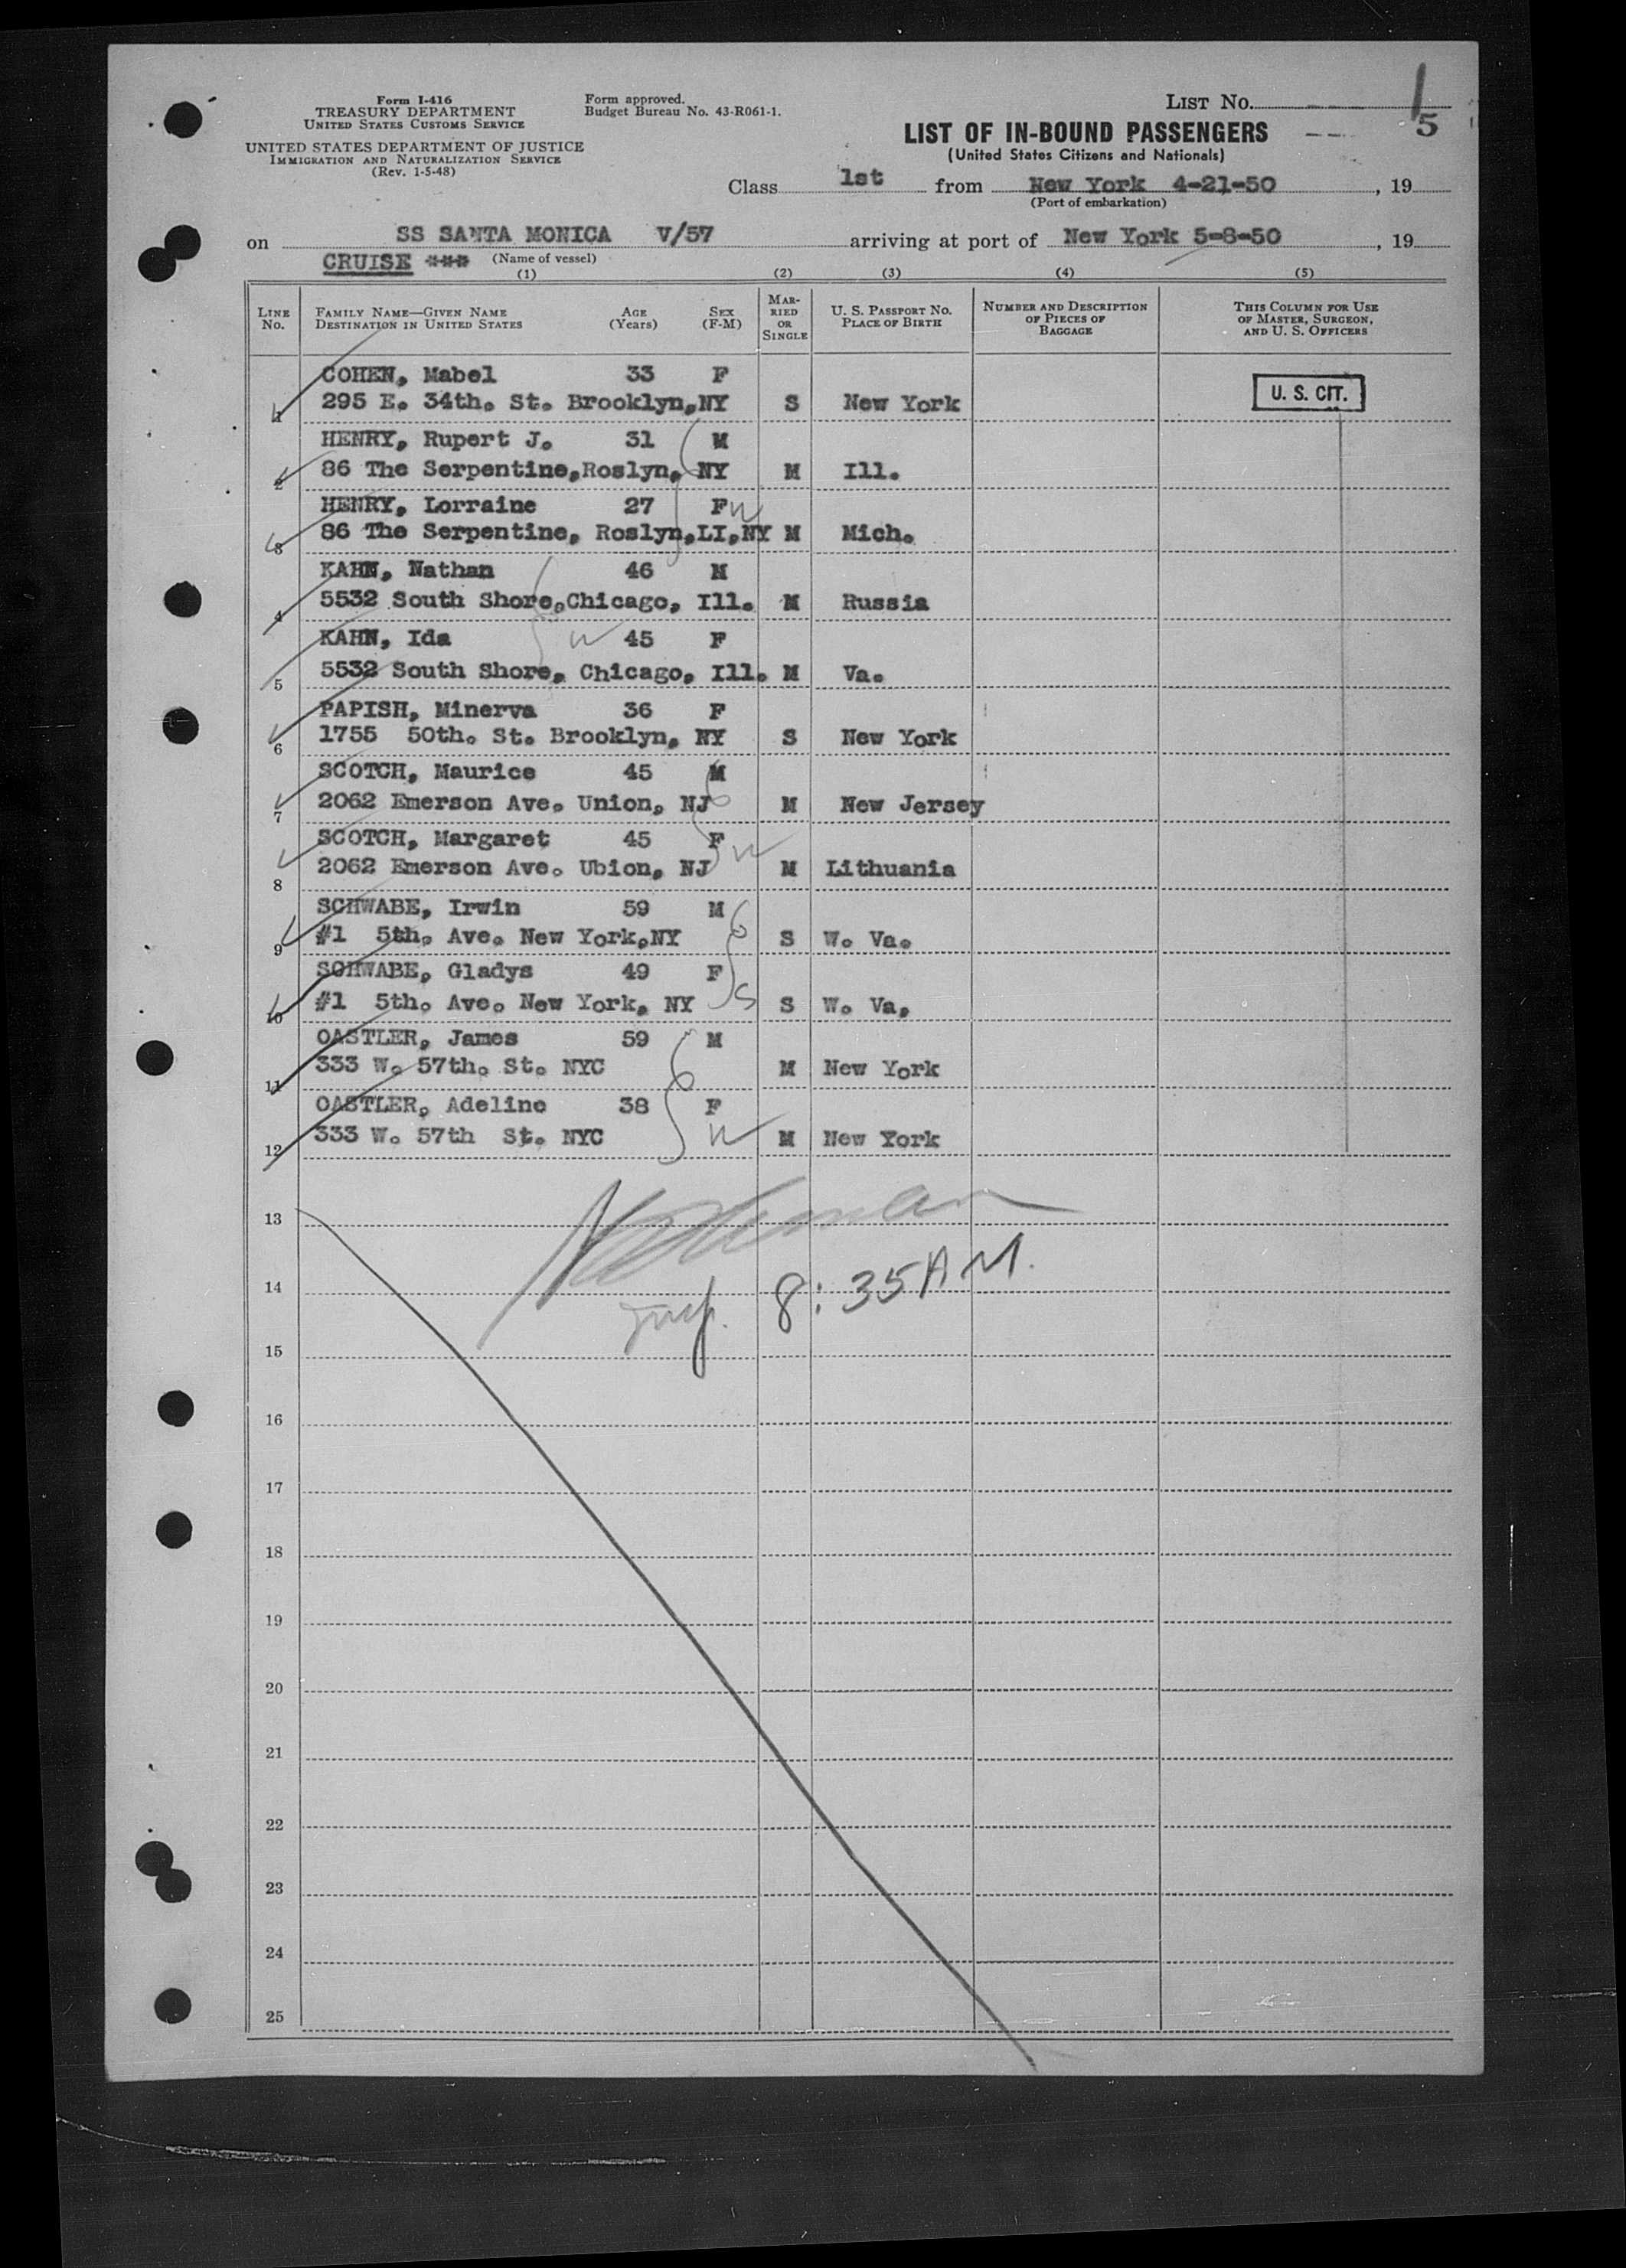 Form I-416
TREASURY DEPARTMENT
UNITED STATES CUSTOMS SERVICE
UNITED STATES DEPARTMENT OF JUSTICE
IMMIGRATION AND NATURALIZATION SERVICE
(Rev. 1-5-48)
Form approved.
Budget Bureau No. 43-R061-1.
LIST NO. 1
5
LIST OF IN-BOUND PASSENGERS
(United States Citizens and Nationals)
Class 1st from New York 4-21-50, 19
(Port of embarkation)
on SS SANTA MONICA V/57 arriving at port of New York 5-8-50, 19
CRUISE *** (Name of vessel)
(1) (2) (3) (4) (5)
LINE NO. FAMILY NAME—GIVEN NAME DESTINATION IN UNITED STATES AGE (Years) SEX (F-M) MARRIED OR SINGLE U. S. PASSPORT NO. PLACE OF BIRTH NUMBER AND DESCRIPTION OF PIECES OF BAGGAGE THIS COLUMN FOR USE OF MASTER, SURGEON, AND U. S. OFFICERS
COHEN, Mabel 33 F U. S. CIT.
1 295 E. 34th. St. Brooklyn,NY S New York
HENRY, Rupert J. 31 M
2 86 The Serpentine,Roslyn, NY M Ill.
HENRY, Lorraine 27 F W
3 86 The Serpentine, Roslyn,LI,NY M Mich.
KAHN, Nathan 46 M
4 5532 South Shore,Chicago, Ill. M Russia
KAHN, Ida W 45 F
5 5532 South Shore, Chicago, Ill. M Va.
PAPISH, Minerva 36 F
6 1755 50th. St. Brooklyn, NY S New York
SCOTCH, Maurice 45 M
7 2062 Emerson Ave. Union, NJ M New Jersey
SCOTCH, Margaret 45 F W
8 2062 Emerson Ave. Ubion, NJ M Lithuania
SCHWABE, Irwin 59 M
9 #1 5th. Ave. New York,NY S W. Va.
SCHWABE, Gladys 49 F
10 #1 5th. Ave. New York, NY S S W. Va.
OASTLER, James 59 M
11 333 W. 57th. St. NYC M New York
OASTLER, Adeline 38 F
12 333 W. 57th St. NYC W M New York
13
14 8:35 AM.
15
16
17
18
19
20
21
22
23
24
25